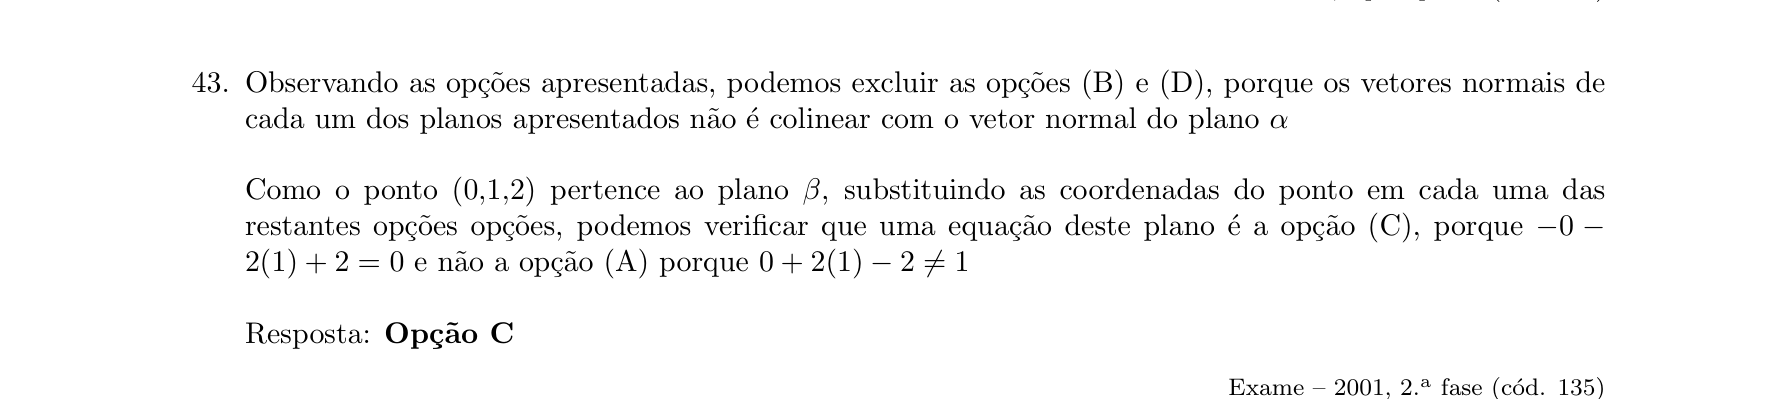 43. Observando as opções apresentadas, podemos excluir as opções (B) e (D), porque os vetores normais de
cada um dos planos apresentados não é colinear com o vetor normal do plano α
Como o ponto (0,1,2) pertence ao plano β, substituindo as coordenadas do ponto em cada uma das
restantes opções opções, podemos verificar que uma equação deste plano é a opção (C), porque −0 −
2(1) + 2 = 0 e não a opção (A) porque 0 + 2(1) − 2 ≠ 1
Resposta: Opção C
Exame – 2001, 2.ª fase (cód. 135)